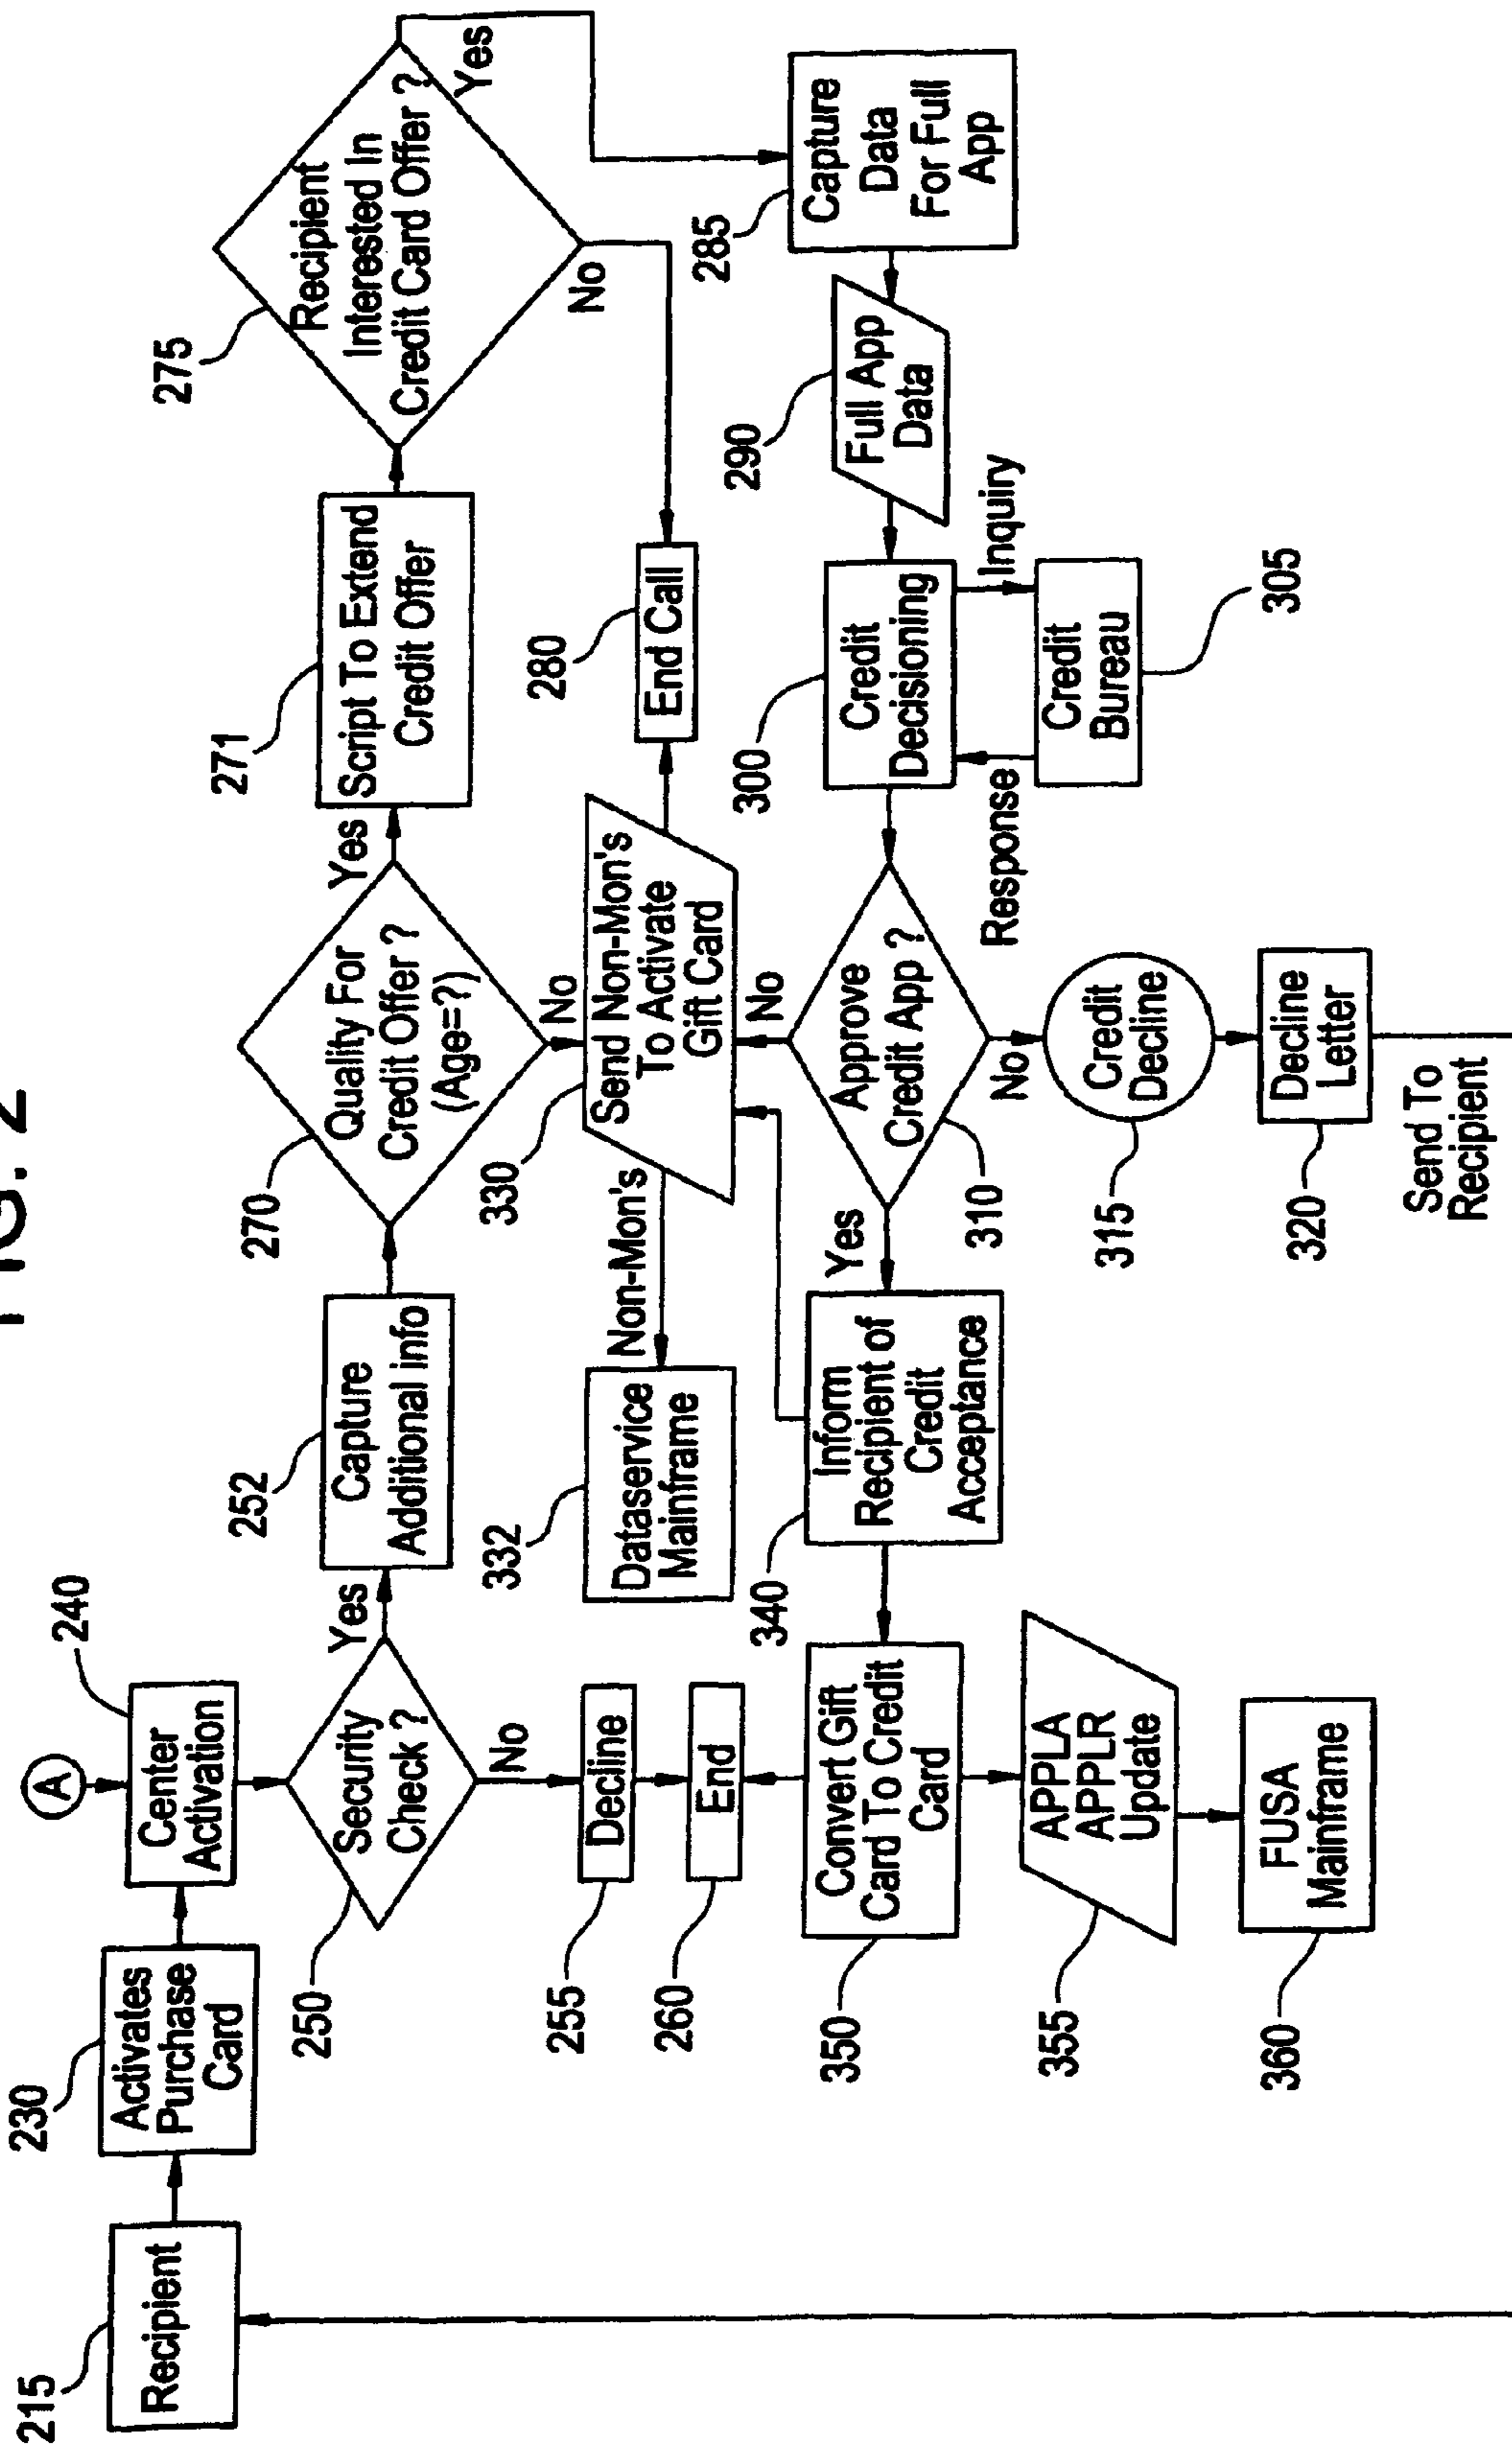 FIG. 2
215
Recipient
230
Activates
Purchase
Card
240
A
Center
Activation
250
Security
Check ?
Yes
No
255
Decline
260
End
252
Capture
Additional info
270
Quality For
Credit Offer ?
(Age=?)
Yes
No
271
Script To Extend
Credit Offer
275
Recipient
Interested In
Credit Card Offer ?
Yes
No
280
End Call
330
Send Non-Mon's
To Activate
Gift Card
Non-Mon's
332
Dataservice
Mainframe
285
Capture
Data
For Full
App
290
Full App
Data
300
Credit
Decisioning
Inquiry
Response
Credit
Bureau
305
Approve
Credit App ?
310
No
Yes
No
315
Credit
Decline
320
Decline
Letter
Send To
Recipient
340
Inform
Recipient of
Credit
Acceptance
350
Convert Gift
Card To Credit
Card
355
APPLA
APPLR
Update
360
FUSA
Mainframe